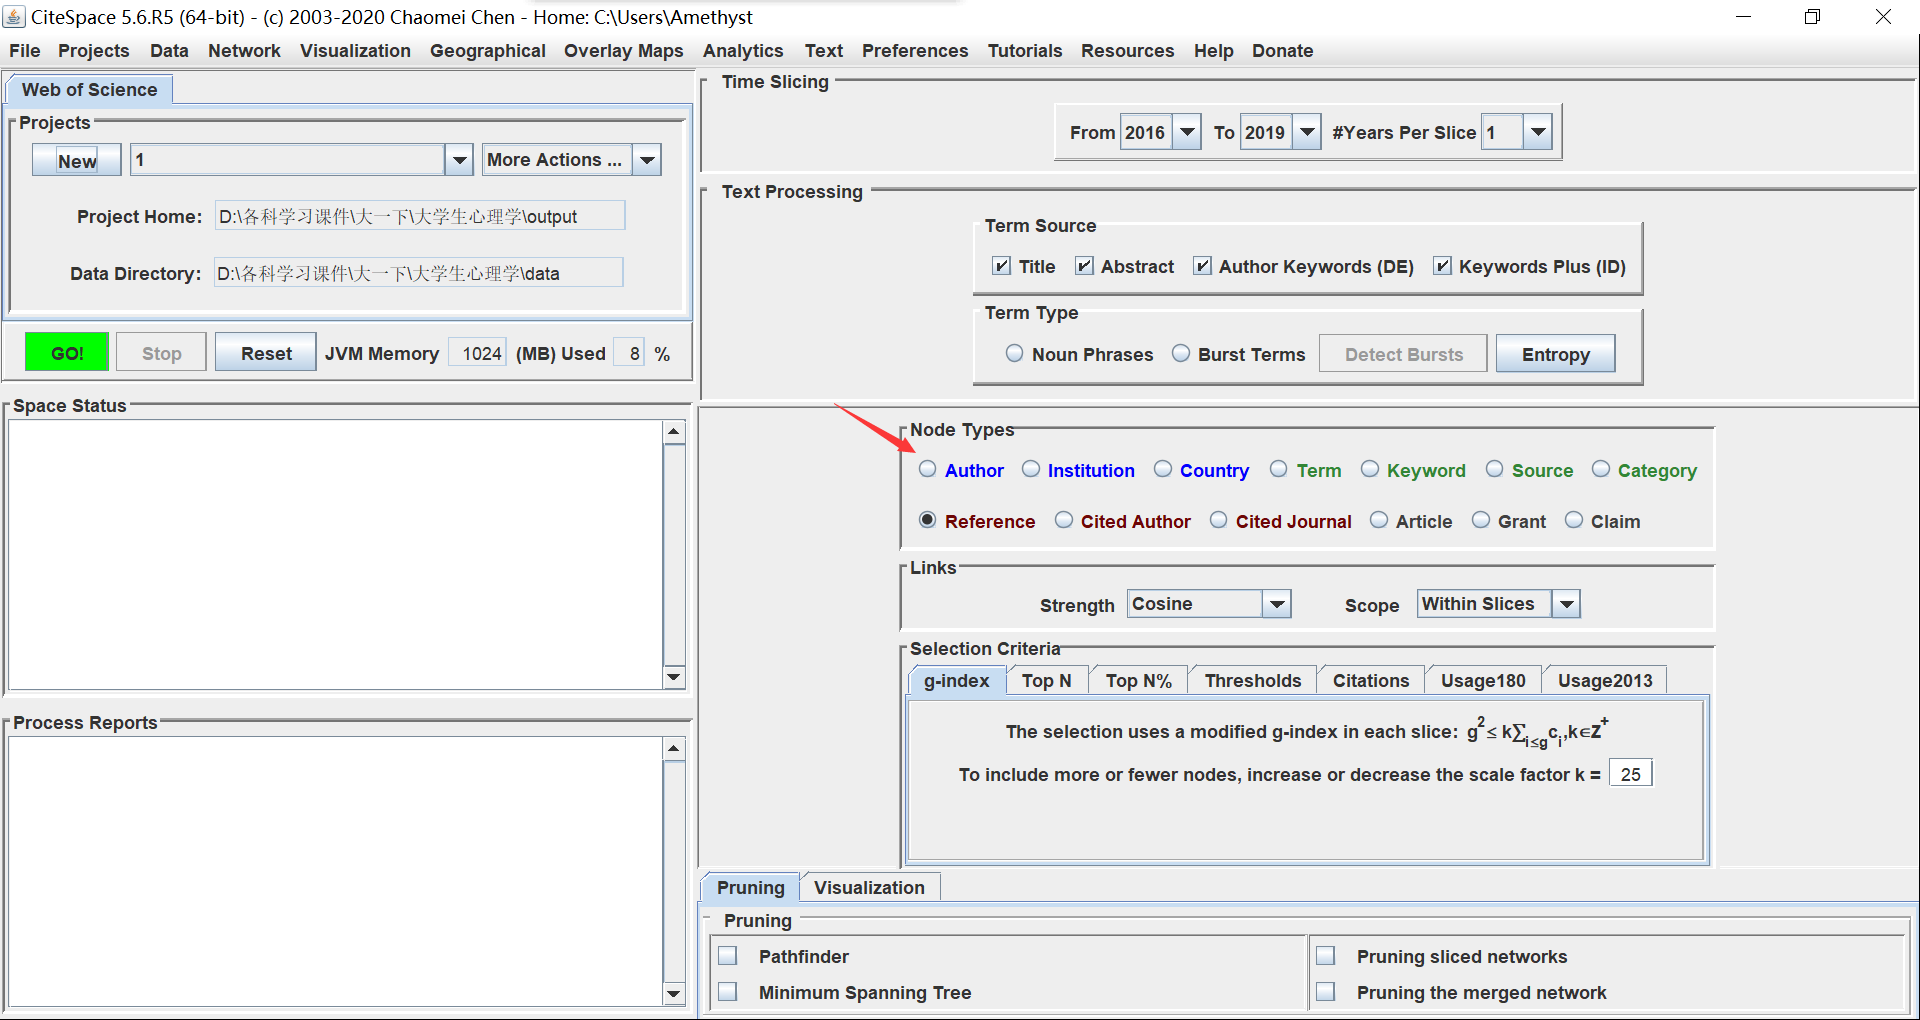 CiteSpace 5.6.R5 (64-bit) - (c) 2003-2020 Chaomei Chen - Home: C:\Users\Amethyst
File Projects Data Network Visualization Geographical Overlay Maps Analytics Text Preferences Tutorials Resources Help Donate
Web of Science
Projects
New 1 More Actions ...
Project Home: D:\各科学习课件\大一下\大学生心理学\output
Data Directory: D:\各科学习课件\大一下\大学生心理学\data
GO! Stop Reset JVM Memory 1024 (MB) Used 8 %
Space Status
Process Reports
Time Slicing
From 2016 To 2019 #Years Per Slice 1
Text Processing
Term Source
Title Abstract Author Keywords (DE) Keywords Plus (ID)
Term Type
Noun Phrases Burst Terms Detect Bursts Entropy
Node Types
Author Institution Country Term Keyword Source Category
Reference Cited Author Cited Journal Article Grant Claim
Links
Strength Cosine Scope Within Slices
Selection Criteria
g-index Top N Top N% Thresholds Citations Usage180 Usage2013
The selection uses a modified g-index in each slice: g²≤ k∑i≤g ci,k∈Z⁺
To include more or fewer nodes, increase or decrease the scale factor k = 25
Pruning Visualization
Pruning
Pathfinder Pruning sliced networks
Minimum Spanning Tree Pruning the merged network